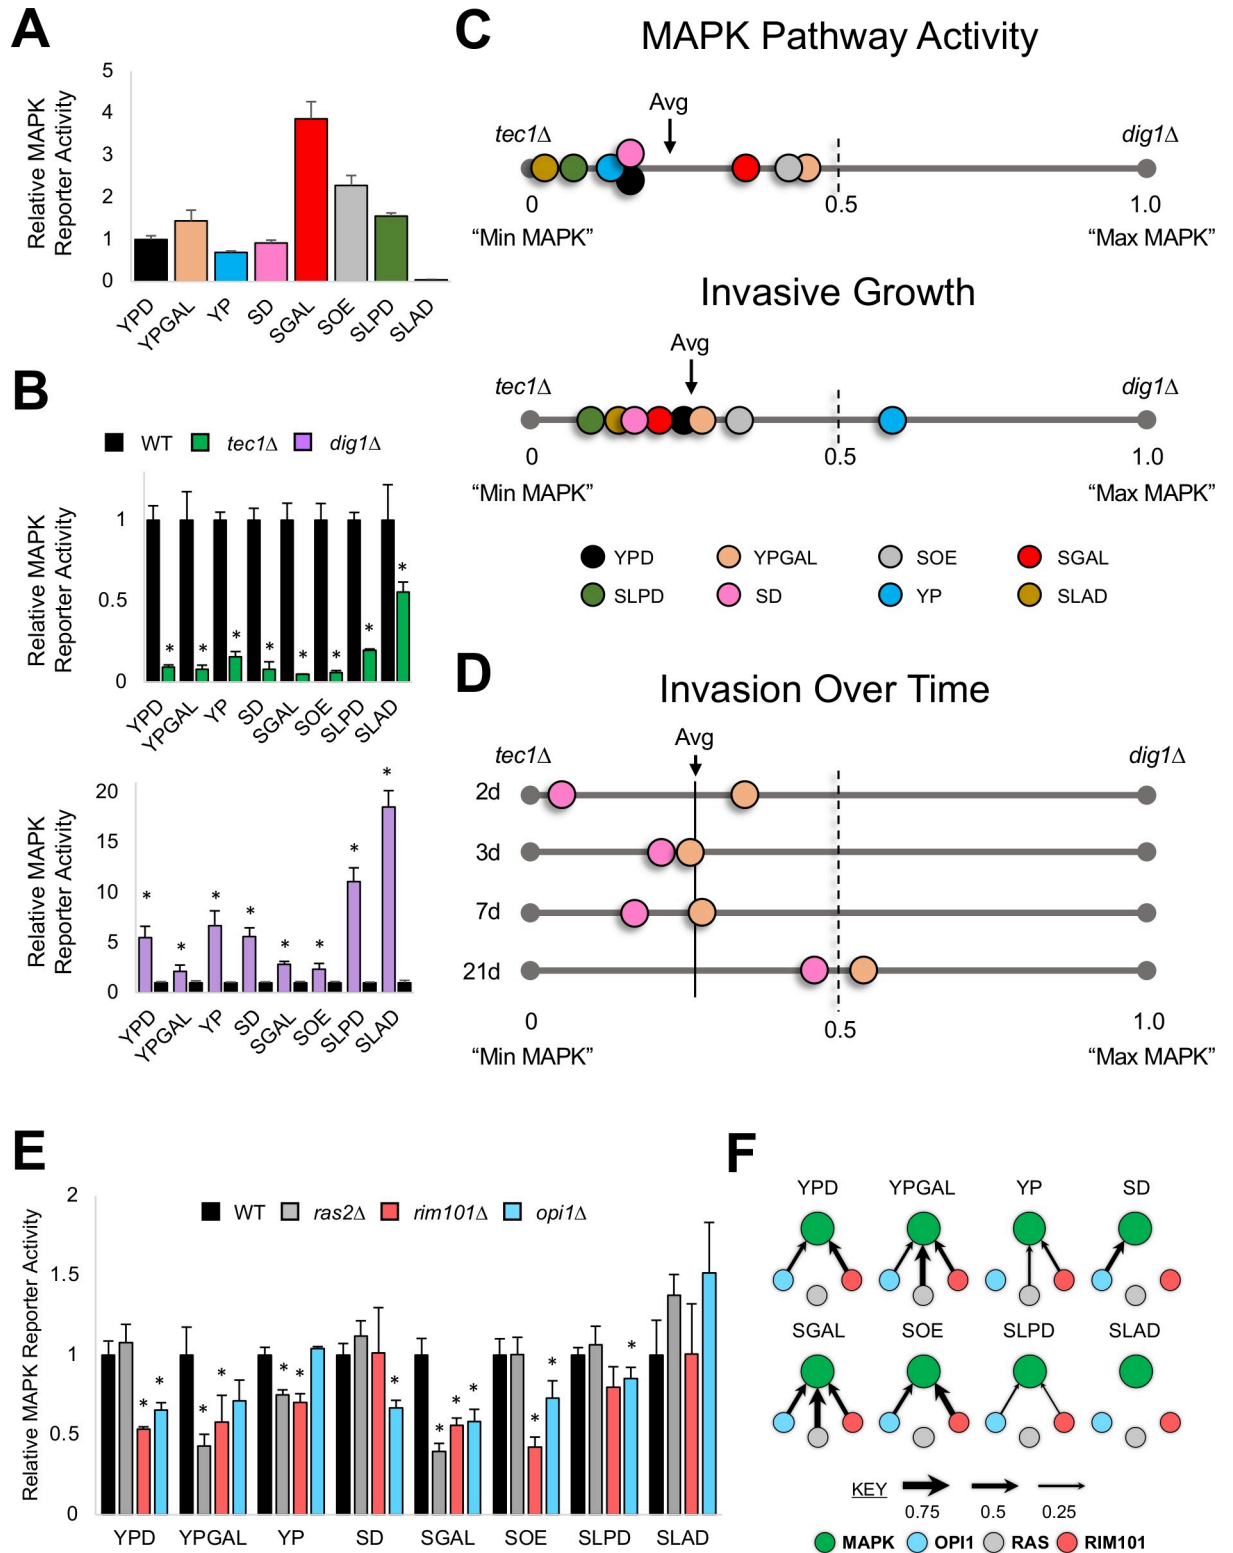 A
Relative MAPK
Reporter Activity
5
4
3
2
1
0
YPD
YPGAL
YP
SD
SGAL
SOE
SLPD
SLAD
B
WT
tec1Δ
dig1Δ
Relative MAPK
Reporter Activity
1
0.5
0
* * * * * * * *
YPD
YPGAL
YP
SD
SGAL
SOE
SLPD
SLAD
Relative MAPK
Reporter Activity
20
15
10
5
0
* * * * * * * *
YPD
YPGAL
YP
SD
SGAL
SOE
SLPD
SLAD
C
MAPK Pathway Activity
Avg
tec1Δ
dig1Δ
0
0.5
1.0
“Min MAPK”
“Max MAPK”
Invasive Growth
Avg
tec1Δ
dig1Δ
0
0.5
1.0
“Min MAPK”
“Max MAPK”
YPD
YPGAL
SOE
SGAL
SLPD
SD
YP
SLAD
D
Invasion Over Time
Avg
tec1Δ
dig1Δ
2d
3d
7d
21d
0
0.5
1.0
“Min MAPK”
“Max MAPK”
E
Relative MAPK Reporter Activity
2
1.5
1
0.5
0
WT
ras2Δ
rim101Δ
opi1Δ
* * * * * * * * * * * * *
YPD
YPGAL
YP
SD
SGAL
SOE
SLPD
SLAD
F
YPD
YPGAL
YP
SD
SGAL
SOE
SLPD
SLAD
KEY
0.75
0.5
0.25
MAPK
OPI1
RAS
RIM101